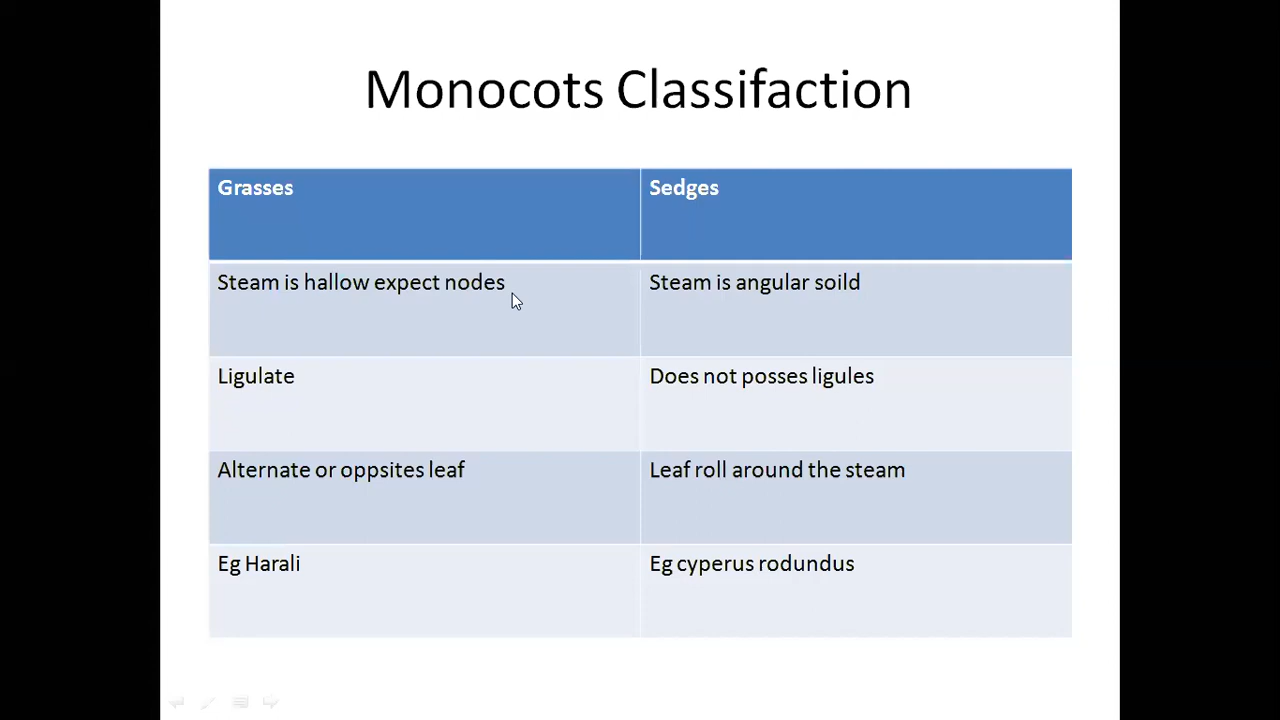 Monocots Classifaction
Grasses
Sedges
Steam is hallow expect nodes
Steam is angular soild
Ligulate
Does not posses ligules
Alternate or oppsites leaf
Leaf roll around the steam
Eg Harali
Eg cyperus rodundus